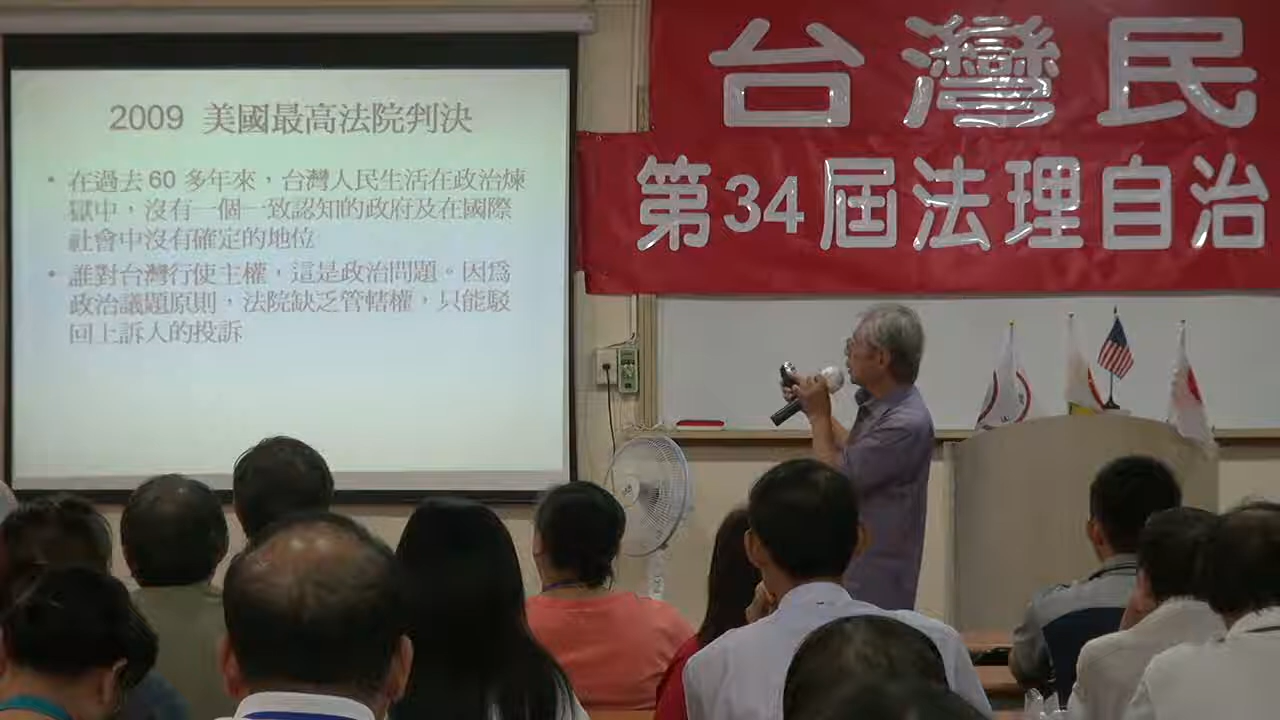 2009 美國最高法院判決
• 在過去 60 多年來，台灣人民生活在政治煉
獄中，沒有一個一致認知的政府及在國際
社會中沒有確定的地位
• 誰對台灣行使主權，這是政治問題。因為
政治議題原則，法院缺乏管轄權，只能駁
回上訴人的投訴
台灣民
第34屆法理自治